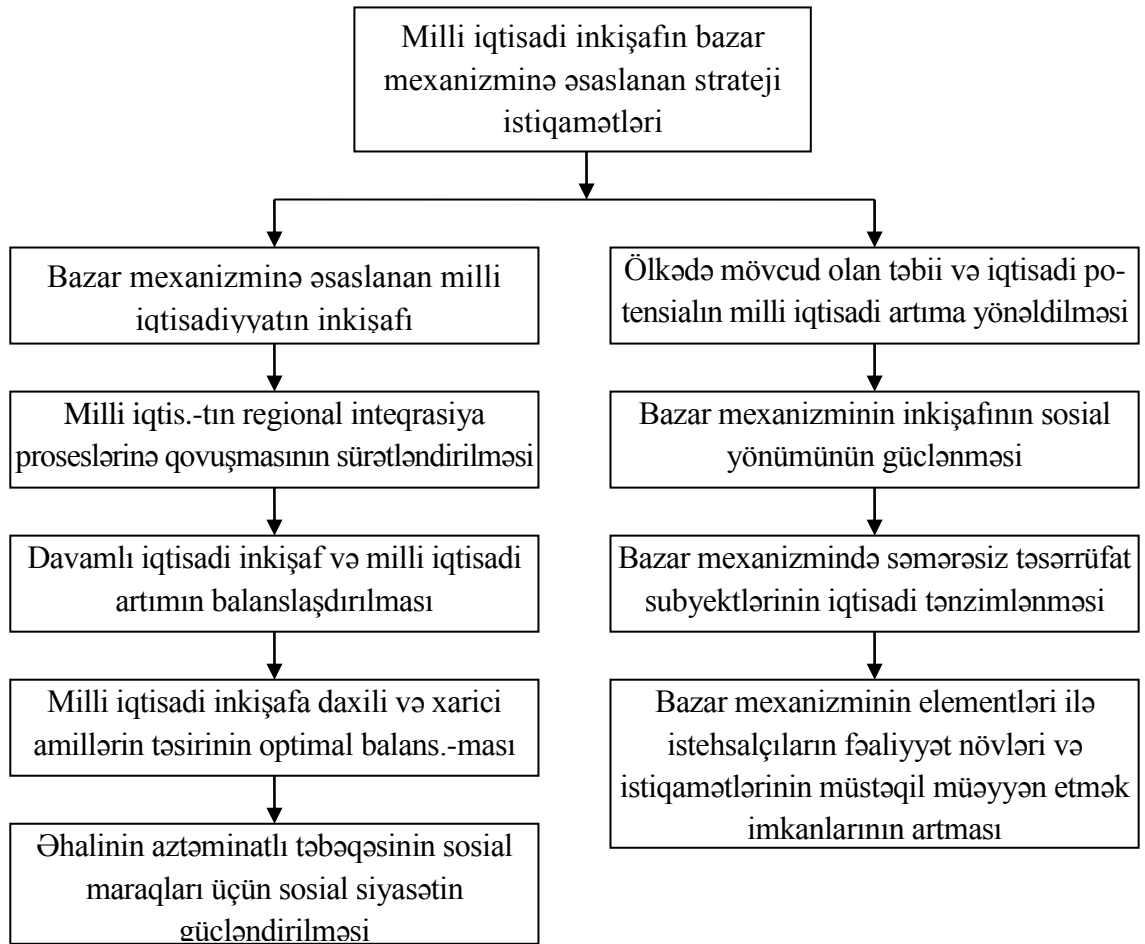 Milli iqtisadi inkişafın bazar
mexanizminə əsaslanan strateji
istiqamətləri
Bazar mexanizminə əsaslanan milli
iqtisadiyyatın inkişafı
Milli iqtis.-tın regional inteqrasiya
proseslərinə qovuşmasının sürətləndirilməsi
Davamlı iqtisadi inkişaf və milli iqtisadi
artımın balanslaşdırılması
Milli iqtisadi inkişafa daxili və xarici
amillərin təsirinin optimal balans.-ması
Əhalinin aztəminatlı təbəqəsinin sosial
maraqları üçün sosial siyasətin
gücləndirilməsi
Ölkədə mövcud olan təbii və iqtisadi po-
tensialın milli iqtisadi artıma yönəldilməsi
Bazar mexanizminin inkişafının sosial
yönümünün güclənməsi
Bazar mexanizmində səmərəsiz təsərrüfat
subyektlərinin iqtisadi tənzimlənməsi
Bazar mexanizminin elementləri ilə
istehsalçıların fəaliyyət növləri və
istiqamətlərinin müstəqil müəyyən etmək
imkanlarının artması